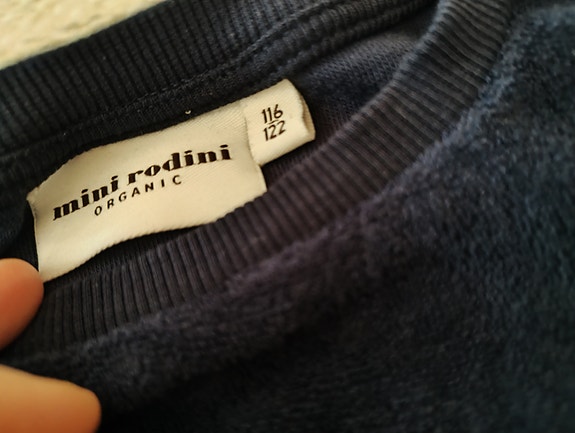 mini rodini
ORGANIC
116
122